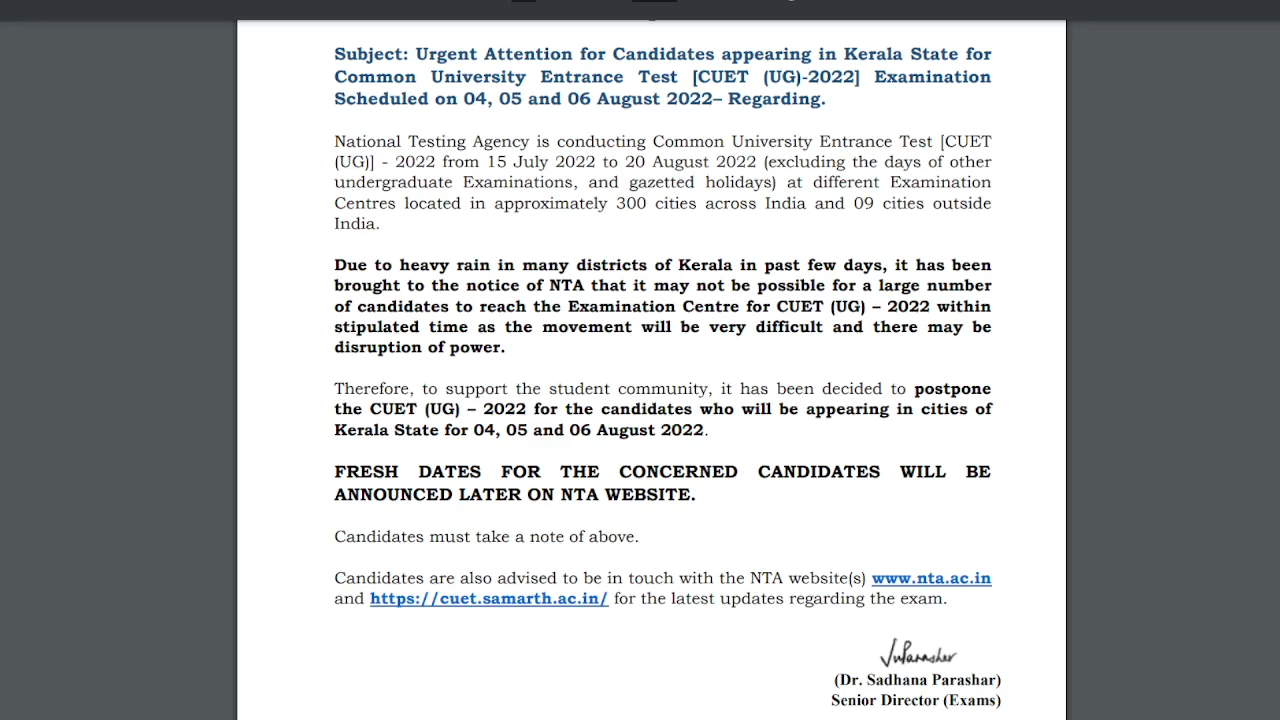 Subject: Urgent Attention for Candidates appearing in Kerala State for
Common University Entrance Test [CUET (UG)-2022] Examination
Scheduled on 04, 05 and 06 August 2022– Regarding.
National Testing Agency is conducting Common University Entrance Test [CUET
(UG)] - 2022 from 15 July 2022 to 20 August 2022 (excluding the days of other
undergraduate Examinations, and gazetted holidays) at different Examination
Centres located in approximately 300 cities across India and 09 cities outside
India.
Due to heavy rain in many districts of Kerala in past few days, it has been
brought to the notice of NTA that it may not be possible for a large number
of candidates to reach the Examination Centre for CUET (UG) – 2022 within
stipulated time as the movement will be very difficult and there may be
disruption of power.
Therefore, to support the student community, it has been decided to postpone
the CUET (UG) – 2022 for the candidates who will be appearing in cities of
Kerala State for 04, 05 and 06 August 2022.
FRESH DATES FOR THE CONCERNED CANDIDATES WILL BE
ANNOUNCED LATER ON NTA WEBSITE.
Candidates must take a note of above.
Candidates are also advised to be in touch with the NTA website(s) www.nta.ac.in
and https://cuet.samarth.ac.in/ for the latest updates regarding the exam.
(Dr. Sadhana Parashar)
Senior Director (Exams)